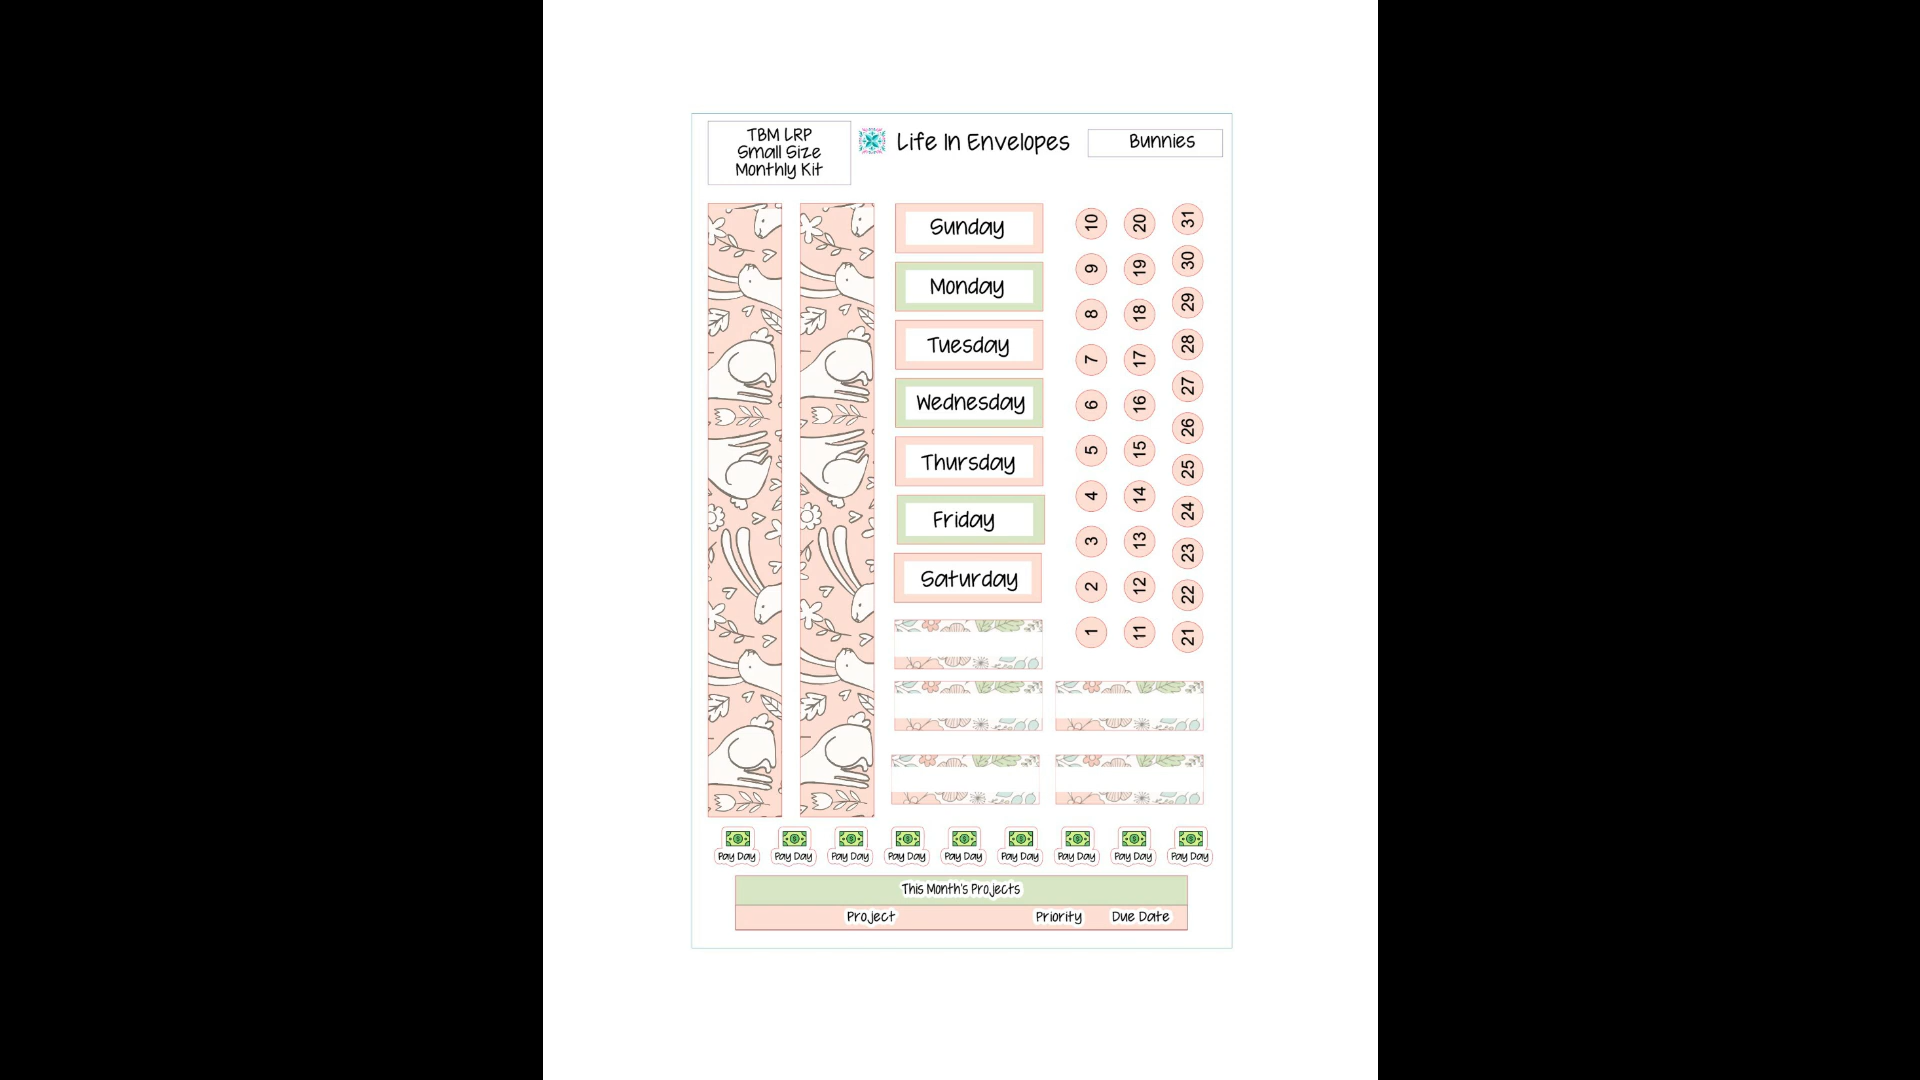 TBM LRP
Small Size
Monthly Kit
Life In Envelopes
Bunnies
Sunday
Monday
Tuesday
Wednesday
Thursday
Friday
Saturday
10
9
8
7
6
5
4
3
2
1
20
19
18
17
16
15
14
13
12
11
31
30
29
28
27
26
25
24
23
22
21
Pay Day
Pay Day
Pay Day
Pay Day
Pay Day
Pay Day
Pay Day
Pay Day
Pay Day
This Month's Projects
Project Priority Due Date